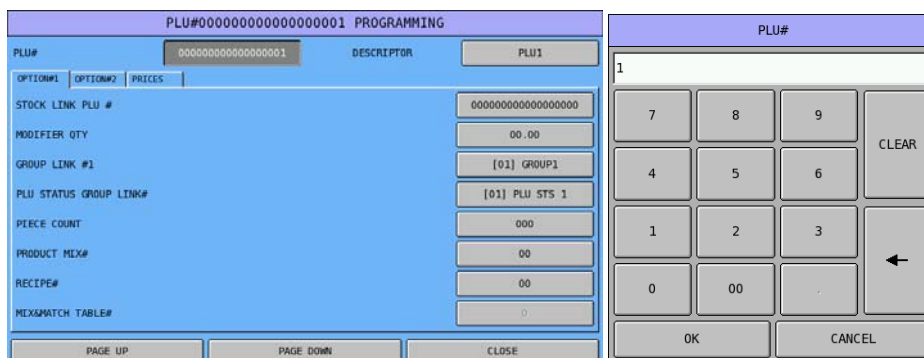 PLU#000000000000000001 PROGRAMMING
PLU# 000000000000000001 DESCRIPTOR PLU1
OPTION#1 OPTION#2 PRICES
STOCK LINK PLU # 000000000000000000
MODIFIER QTY 00.00
GROUP LINK #1 [01] GROUP1
PLU STATUS GROUP LINK# [01] PLU STS 1
PIECE COUNT 000
PRODUCT MIX# 00
RECIPE# 00
MIX&MATCH TABLE# 0
PAGE UP PAGE DOWN CLOSE
PLU#
1
7 8 9 CLEAR
4 5 6
1 2 3
0 00 .
OK CANCEL